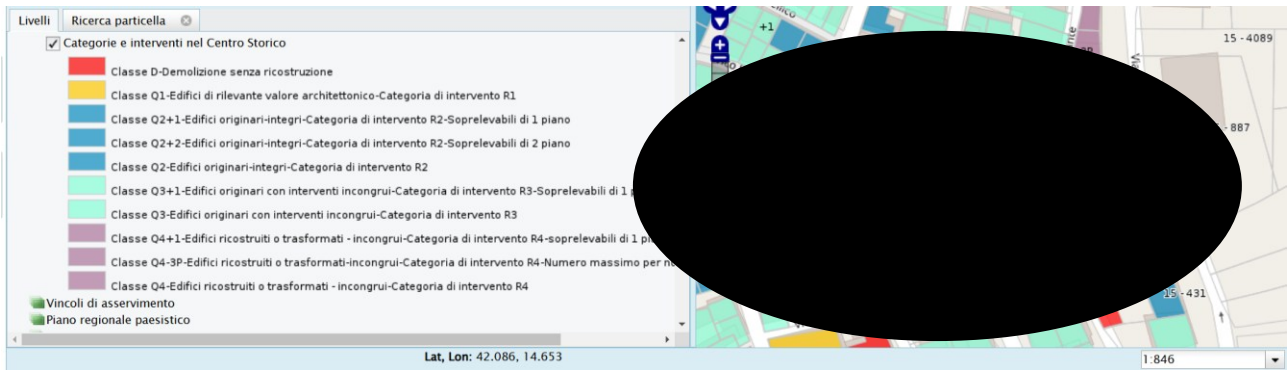 Livelli
Ricerca particella
Categorie e interventi nel Centro Storico
Classe D-Demolizione senza ricostruzione
Classe Q1-Edifici di rilevante valore architettonico-Categoria di intervento R1
Classe Q2+1-Edifici originari-integri-Categoria di intervento R2-Soprelevabili di 1 piano
Classe Q2+2-Edifici originari-integri-Categoria di intervento R2-Soprelevabili di 2 piano
Classe Q2-Edifici originari-integri-Categoria di intervento R2
Classe Q3+1-Edifici originari con interventi incongrui-Categoria di intervento R3-Soprelevabili di 1
Classe Q3-Edifici originari con interventi incongrui-Categoria di intervento R3
Classe Q4+1-Edifici ricostruiti o trasformati - incongrui-Categoria di intervento R4-soprelevabili di 1
Classe Q4-3P-Edifici ricostruiti o trasformati-incongrui-Categoria di intervento R4-Numero massimo per
Classe Q4-Edifici ricostruiti o trasformati - incongrui-Categoria di intervento R4
Vincoli di asservimento
Piano regionale paesistico
+1
15 - 4089
- 887
15 - 431
Lat, Lon: 42.086, 14.653
1:846